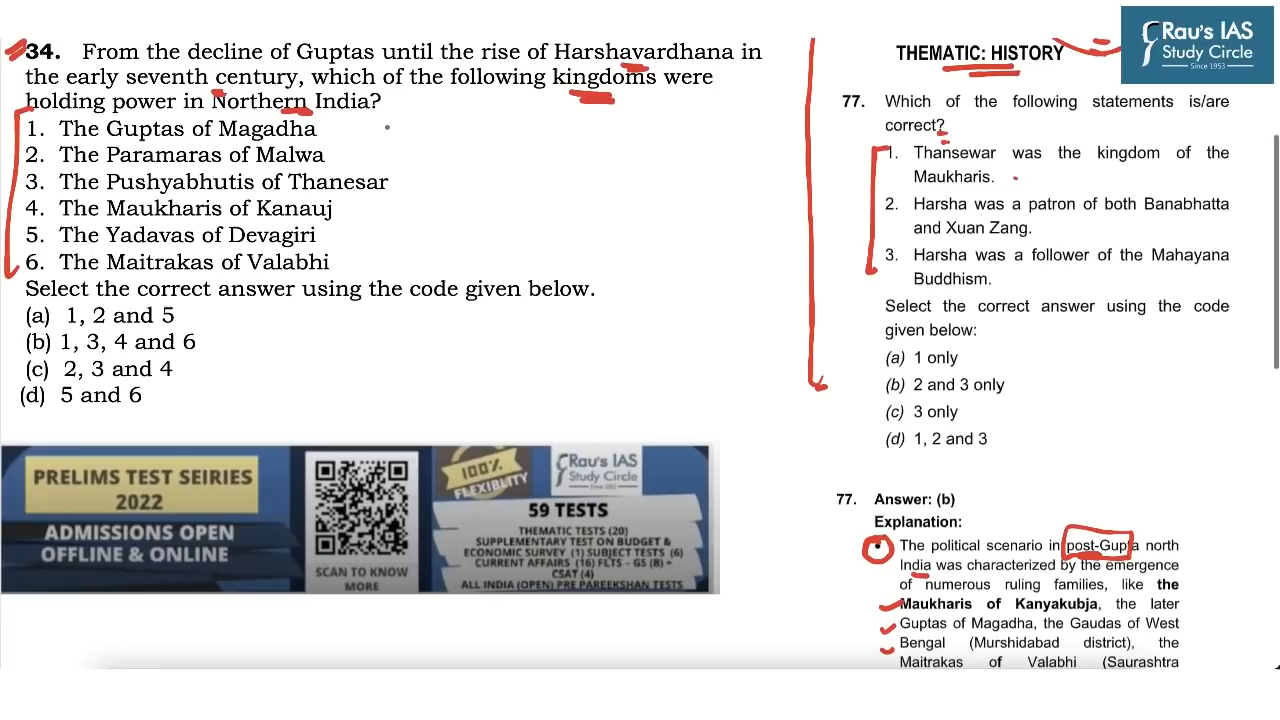 34. From the decline of Guptas until the rise of Harshavardhana in
the early seventh century, which of the following kingdoms were
holding power in Northern India?
1. The Guptas of Magadha
2. The Paramaras of Malwa
3. The Pushyabhutis of Thanesar
4. The Maukharis of Kanauj
5. The Yadavas of Devagiri
6. The Maitrakas of Valabhi
Select the correct answer using the code given below.
(a) 1, 2 and 5
(b) 1, 3, 4 and 6
(c) 2, 3 and 4
(d) 5 and 6
PRELIMS TEST SEIRIES
2022
ADMISSIONS OPEN
OFFLINE & ONLINE
SCAN TO KNOW
MORE
100%
FLEXIBLITY
Rau's IAS
Study Circle
59 TESTS
THEMATIC TESTS (20)
SUPPLEMENTARY TEST ON BUDGET &
ECONOMIC SURVEY (1) SUBJECT TESTS (6)
CURRENT AFFAIRS (16) FLTS - GS (8) +
CSAT (4)
ALL INDIA (OPEN) PRE PAREEKSHAN TESTS
Rau's IAS
Study Circle
Since 1953
THEMATIC: HISTORY
77. Which of the following statements is/are
correct?
1. Thansewar was the kingdom of the
Maukharis.
2. Harsha was a patron of both Banabhatta
and Xuan Zang.
3. Harsha was a follower of the Mahayana
Buddhism.
Select the correct answer using the code
given below:
(a) 1 only
(b) 2 and 3 only
(c) 3 only
(d) 1, 2 and 3
77. Answer: (b)
Explanation:
• The political scenario in post-Gupta north
India was characterized by the emergence
of numerous ruling families, like the
Maukharis of Kanyakubja, the later
Guptas of Magadha, the Gaudas of West
Bengal (Murshidabad district), the
Maitrakas of Valabhi (Saurashtra